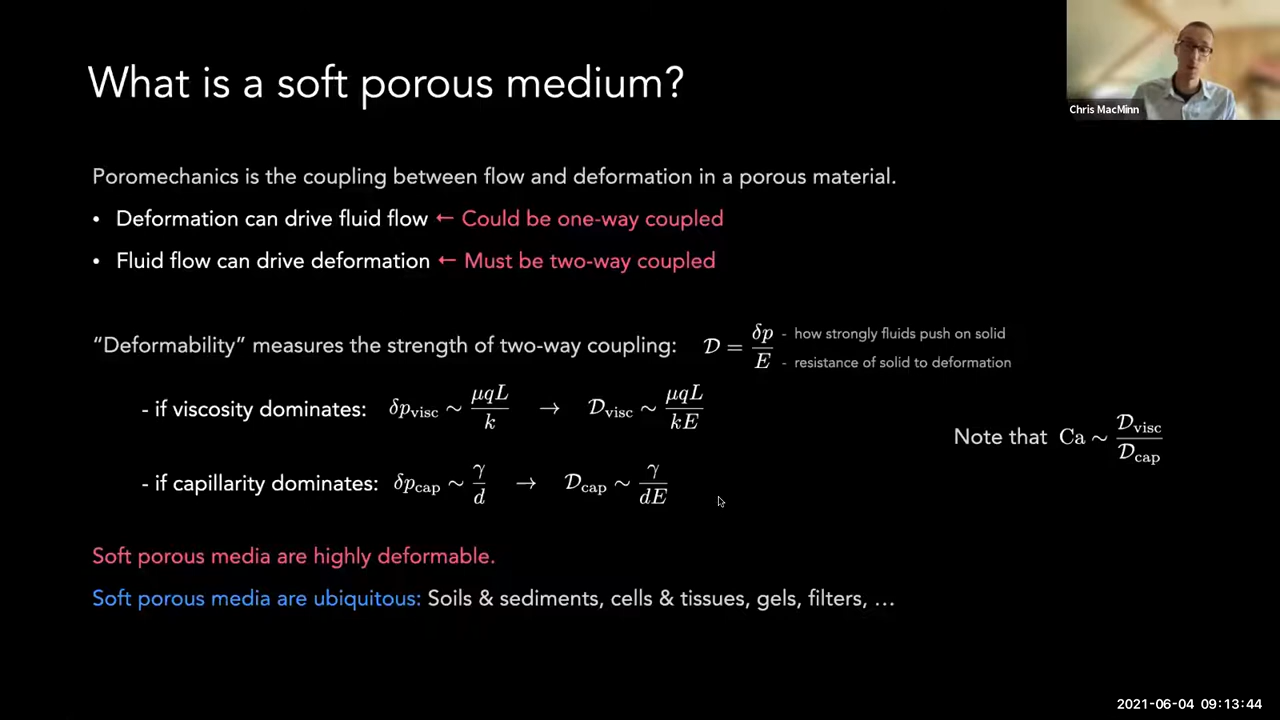 What is a soft porous medium?
Chris MacMinn
Poromechanics is the coupling between flow and deformation in a porous material.
• Deformation can drive fluid flow ← Could be one-way coupled
• Fluid flow can drive deformation ← Must be two-way coupled
“Deformability” measures the strength of two-way coupling: 𝒟 = δp / E
- how strongly fluids push on solid
- resistance of solid to deformation
- if viscosity dominates: δp_visc ~ μqL / k → 𝒟_visc ~ μqL / kE
Note that Ca ~ 𝒟_visc / 𝒟_cap
- if capillarity dominates: δp_cap ~ γ / d → 𝒟_cap ~ γ / dE
Soft porous media are highly deformable.
Soft porous media are ubiquitous: Soils & sediments, cells & tissues, gels, filters, …
2021-06-04 09:13:44